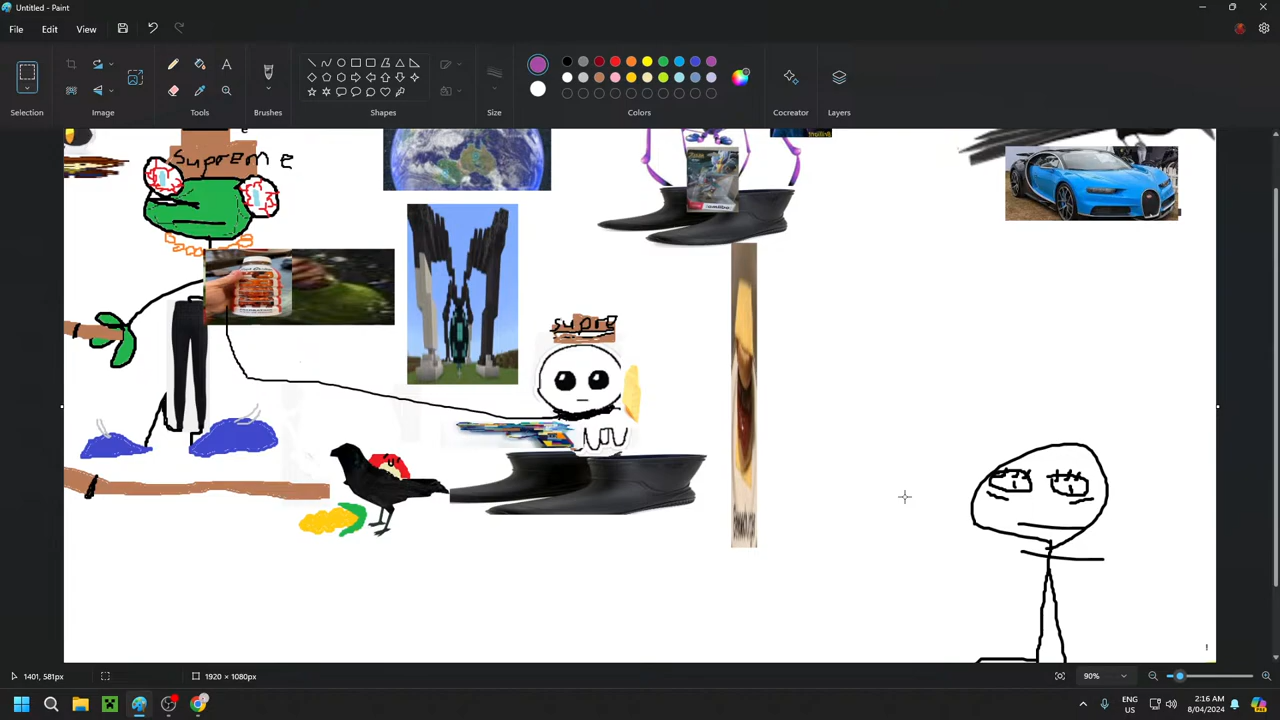 Untitled - Paint
File
Edit
View
Selection
Image
Tools
Brushes
Shapes
Size
Colors
Cocreator
Layers
e
supreme
supre
1401, 581px
1920 × 1080px
90%
ENG
US
2:16 AM
8/04/2024